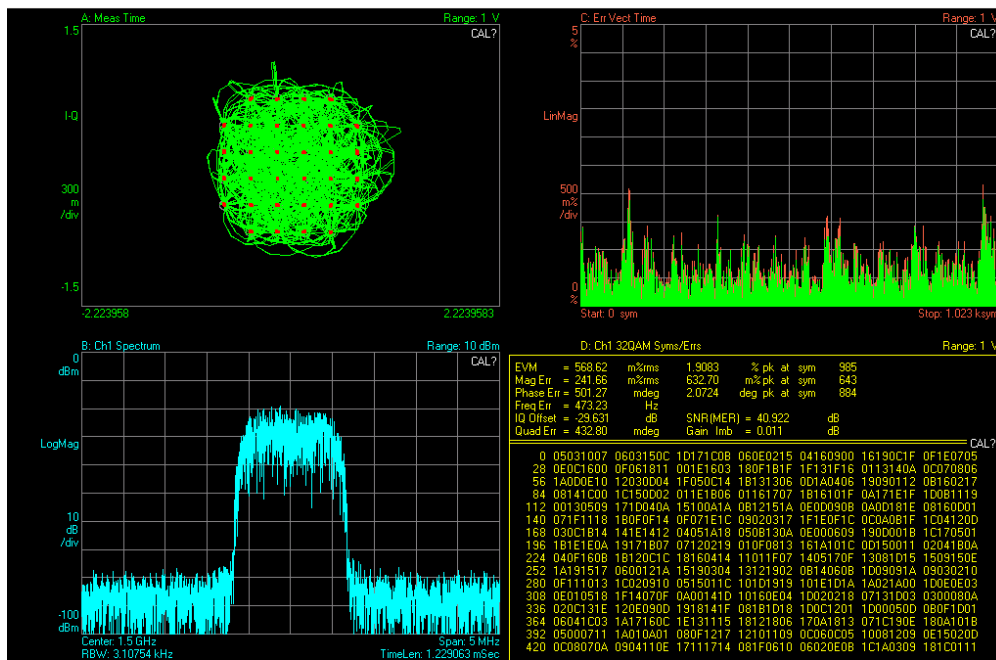 A: Meas Time Range: 1 V
1.5 CAL?
I-Q
300
m
/div
-1.5
-2.223958 2.2239583
C: Err Vect Time Range: 1 V
5
% CAL?
LinMag
500
m%
/div
0
%
Start: 0 sym Stop: 1.023 ksym
B: Ch1 Spectrum Range: 10 dBm
0
dBm CAL?
LogMag
10
dB
/div
-100
dBm
Center: 1.5 GHz Span: 5 MHz
RBW: 3.10754 kHz TimeLen: 1.229063 mSec
D: Ch1 32QAM Syms/Errs Range: 1 V
EVM = 568.62 m%rms 1.9083 % pk at sym 985
Mag Err = 241.66 m%rms 632.70 m% pk at sym 643
Phase Err = 501.27 mdeg 2.0724 deg pk at sym 884
Freq Err = 473.23 Hz
IQ Offset = -29.631 dB SNR(MER) = 40.922 dB
Quad Err = 432.80 mdeg Gain Imb = 0.011 dB
CAL?
0 05031007 0603150C 1D171C0B 060E0215 04160900 16190C1F 0F1E0705
28 0E0C1600 0F061811 001E1603 180F1B1F 1F131F16 0113140A 0C070806
56 1A0D0E10 12030D04 1F050C14 1B131306 0D1A0406 19090112 0B160217
84 08141C00 1C150D02 011E1B06 01161707 1B16101F 0A171E1F 1D0B1119
112 00130509 171D040A 15100A1A 0B12151A 0E0D090B 0A0D181E 08160D01
140 071F1118 1B0F0F14 0F071E1C 09020317 1F1E0F1C 0C0A0B1F 1C04120D
168 030C1B14 141E1412 04051A18 050B130A 0E000609 190D001B 1C170501
196 1B1E1E0A 19171B07 07120219 010F0813 161A101C 0D150011 02041B0A
224 040F160B 1B120C1C 18160414 11011F07 1405170F 13081D15 1509150E
252 1A191517 0600121A 15190304 13121902 0B14060B 1D09091A 09030210
280 0F111013 1C020910 0515011C 101D1919 101E1D1A 1A021A00 1D0E0E03
308 0E010518 1F14070F 0A00141D 10160E04 1D020218 07131D03 0300080A
336 020C131E 120E090D 1918141F 081B1D18 1D0C1201 1D00050D 0B0F1D01
364 06041C03 1A17160C 1E131115 18121806 170A1813 071C190E 180A101B
392 05000711 1A010A01 080F1217 12101109 0C060C05 10081209 0E15020D
420 0C08070A 0904110E 17111714 081F0610 06020E0B 1C1A0309 181C0111